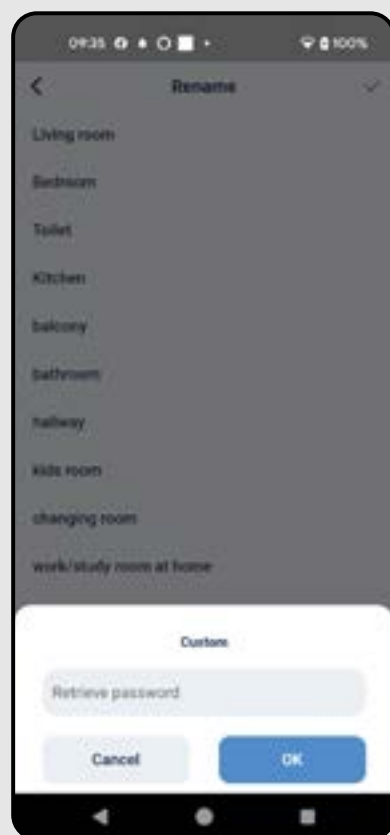 09:35 100%
Rename
Living room
Bedroom
Toilet
Kitchen
balcony
bathroom
hallway
kids room
changing room
work/study room at home
Custom
Retrieve password
Cancel OK